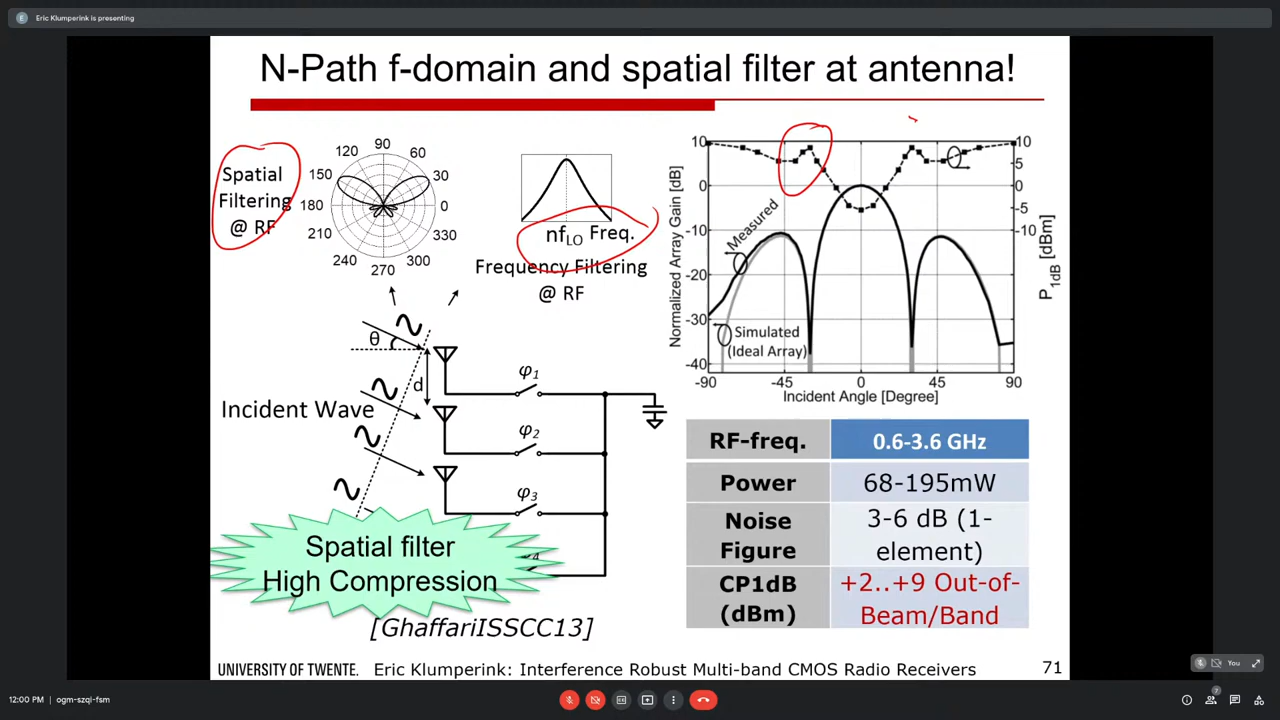 E
Eric Klumperink is presenting
N-Path f-domain and spatial filter at antenna!
Spatial
Filtering
@ RF
90
120
60
150
30
180
0
210
330
240
300
270
nfLO Freq.
Frequency Filtering
@ RF
θ
d
Incident Wave
φ1
φ2
φ3
Spatial filter
High Compression
[GhaffariISSCC13]
10
0
-10
-20
-30
-40
Normalized Array Gain [dB]
10
5
0
-5
-10
P1dB [dBm]
Measured
Simulated
(Ideal Array)
-90 -45 0 45 90
Incident Angle [Degree]
RF-freq. 0.6-3.6 GHz
Power 68-195mW
Noise Figure 3-6 dB (1-
element)
CP1dB (dBm) +2..+9 Out-of-
Beam/Band
UNIVERSITY OF TWENTE. Eric Klumperink: Interference Robust Multi-band CMOS Radio Receivers 71
You
12:00 PM ogm-szqi-fsm
7